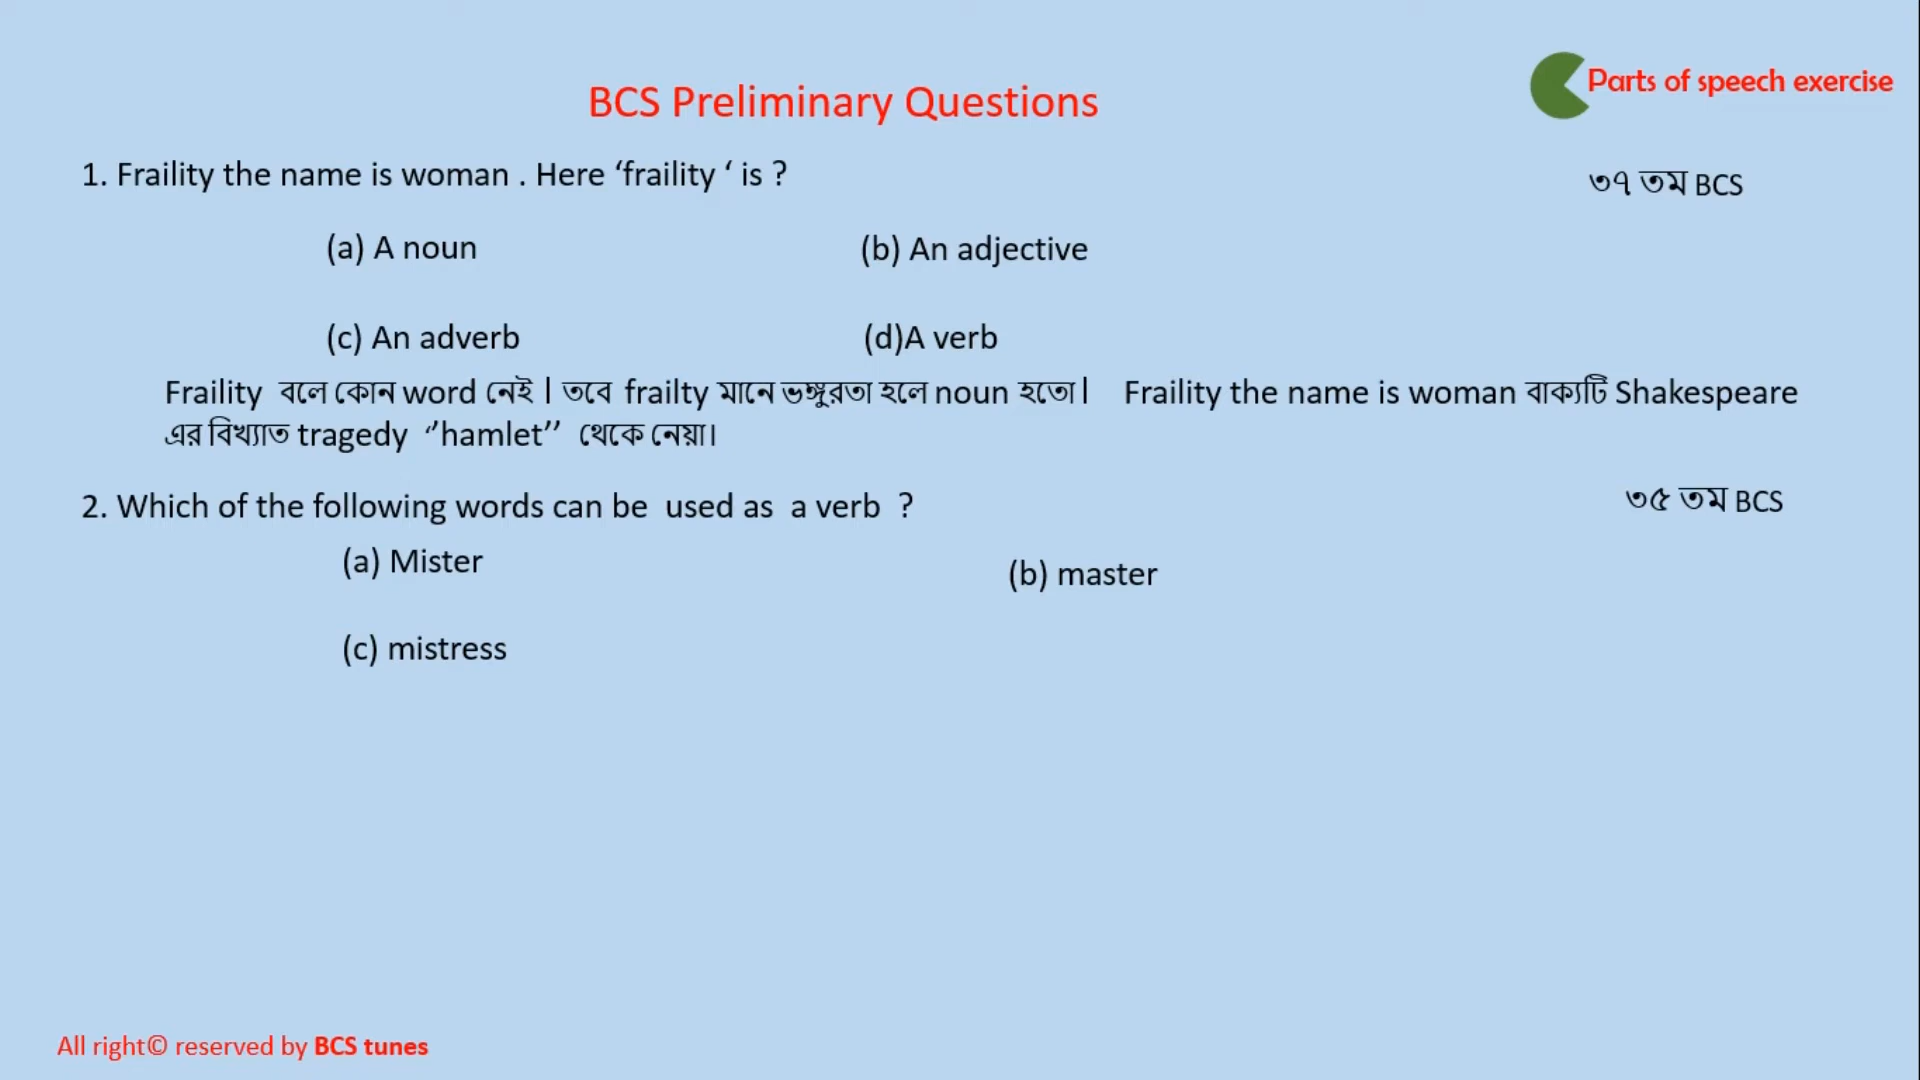 Parts of speech exercise
BCS Preliminary Questions
1. Fraility the name is woman . Here ‘fraility ‘ is ?
৩৭ তম BCS
(a) A noun
(b) An adjective
(c) An adverb
(d)A verb
Fraility বলে কোন word নেই। তবে frailty মানে ভঙ্গুরতা হলে noun হতো। Fraility the name is woman বাক্যটি Shakespeare
এর বিখ্যাত tragedy ‘’hamlet’’ থেকে নেয়া।
2. Which of the following words can be used as a verb ?
৩৫ তম BCS
(a) Mister
(b) master
(c) mistress
All right© reserved by BCS tunes